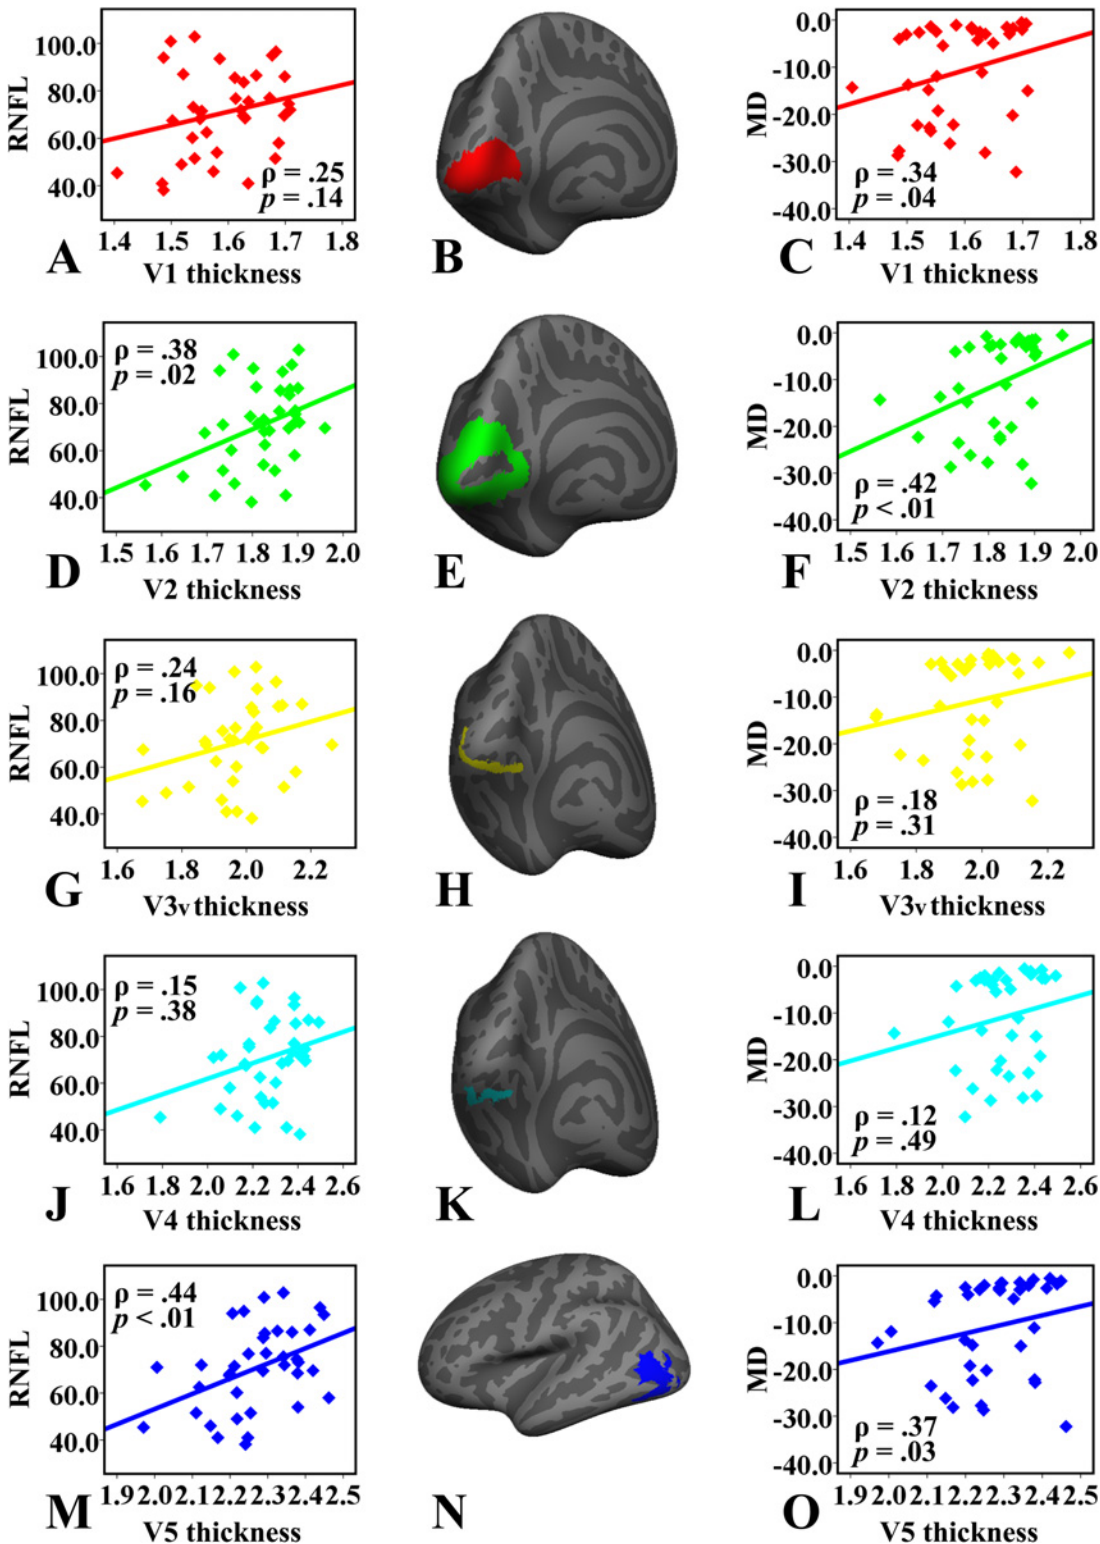 100.0
80.0
60.0
40.0
RNFL
ρ = .25
p = .14
1.4 1.5 1.6 1.7 1.8
A V1 thickness
B
0.0
-10.0
-20.0
-30.0
-40.0
MD
ρ = .34
p = .04
1.4 1.5 1.6 1.7 1.8
C V1 thickness
100.0
80.0
60.0
40.0
RNFL
ρ = .38
p = .02
1.5 1.6 1.7 1.8 1.9 2.0
D V2 thickness
E
0.0
-10.0
-20.0
-30.0
-40.0
MD
ρ = .42
p < .01
1.5 1.6 1.7 1.8 1.9 2.0
F V2 thickness
100.0
80.0
60.0
40.0
RNFL
ρ = .24
p = .16
1.6 1.8 2.0 2.2
G V3v thickness
H
0.0
-10.0
-20.0
-30.0
-40.0
MD
ρ = .18
p = .31
1.6 1.8 2.0 2.2
I V3v thickness
100.0
80.0
60.0
40.0
RNFL
ρ = .15
p = .38
1.6 1.8 2.0 2.2 2.4 2.6
J V4 thickness
K
0.0
-10.0
-20.0
-30.0
-40.0
MD
ρ = .12
p = .49
1.6 1.8 2.0 2.2 2.4 2.6
L V4 thickness
100.0
80.0
60.0
40.0
RNFL
ρ = .44
p < .01
1.9 2.0 2.1 2.2 2.3 2.4 2.5
M V5 thickness
N
0.0
-10.0
-20.0
-30.0
-40.0
MD
ρ = .37
p = .03
1.9 2.0 2.1 2.2 2.3 2.4 2.5
O V5 thickness